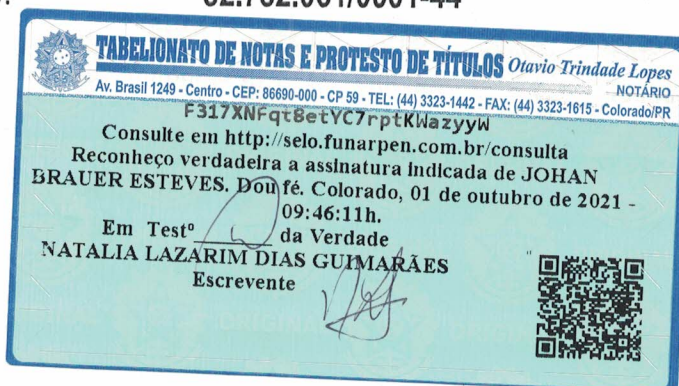 TABELIONATO DE NOTAS E PROTESTO DE TÍTULOS Otavio Trindade Lopes
NOTÁRIO
Av. Brasil 1249 - Centro - CEP: 86690-000 - CP 59 - TEL: (44) 3323-1442 - FAX: (44) 3323-1615 - Colorado/PR
F317XNFqtBetYC7rptKWazyyW
Consulte em http://selo.funarpen.com.br/consulta
Reconheço verdadeira a assinatura indicada de JOHAN
BRAUER ESTEVES. Dou fé. Colorado, 01 de outubro de 2021 -
09:46:11h.
Em Testº ______ da Verdade
NATALIA LAZARIM DIAS GUIMARÃES
Escrevente